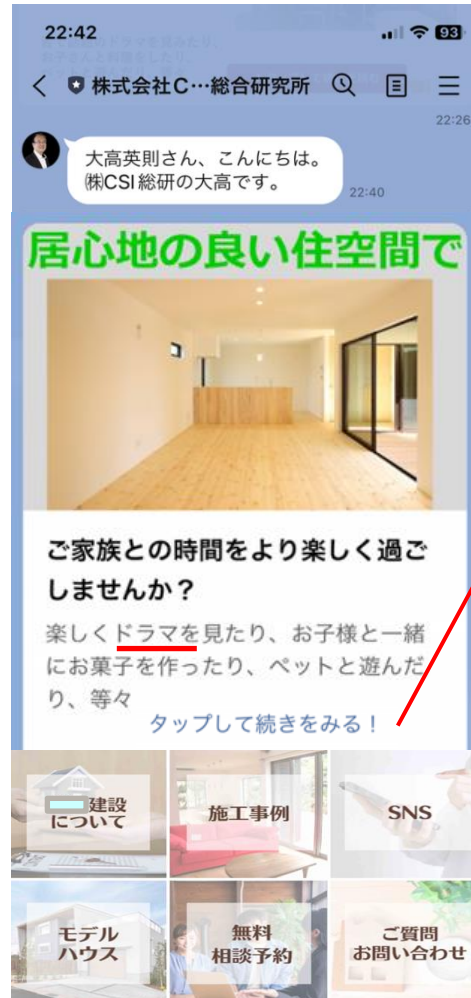 22:42
93
株式会社C…総合研究所
22:26
大高英則さん、こんにちは。
㈱CSI総研の大高です。
22:40
居心地の良い住空間で
ご家族との時間をより楽しく過ご
しませんか？
楽しくドラマを見たり、お子様と一緒
にお菓子を作ったり、ペットと遊んだ
り、等々
タップして続きをみる！
建設
について
施工事例
SNS
モデル
ハウス
無料
相談予約
ご質問
お問い合わせ